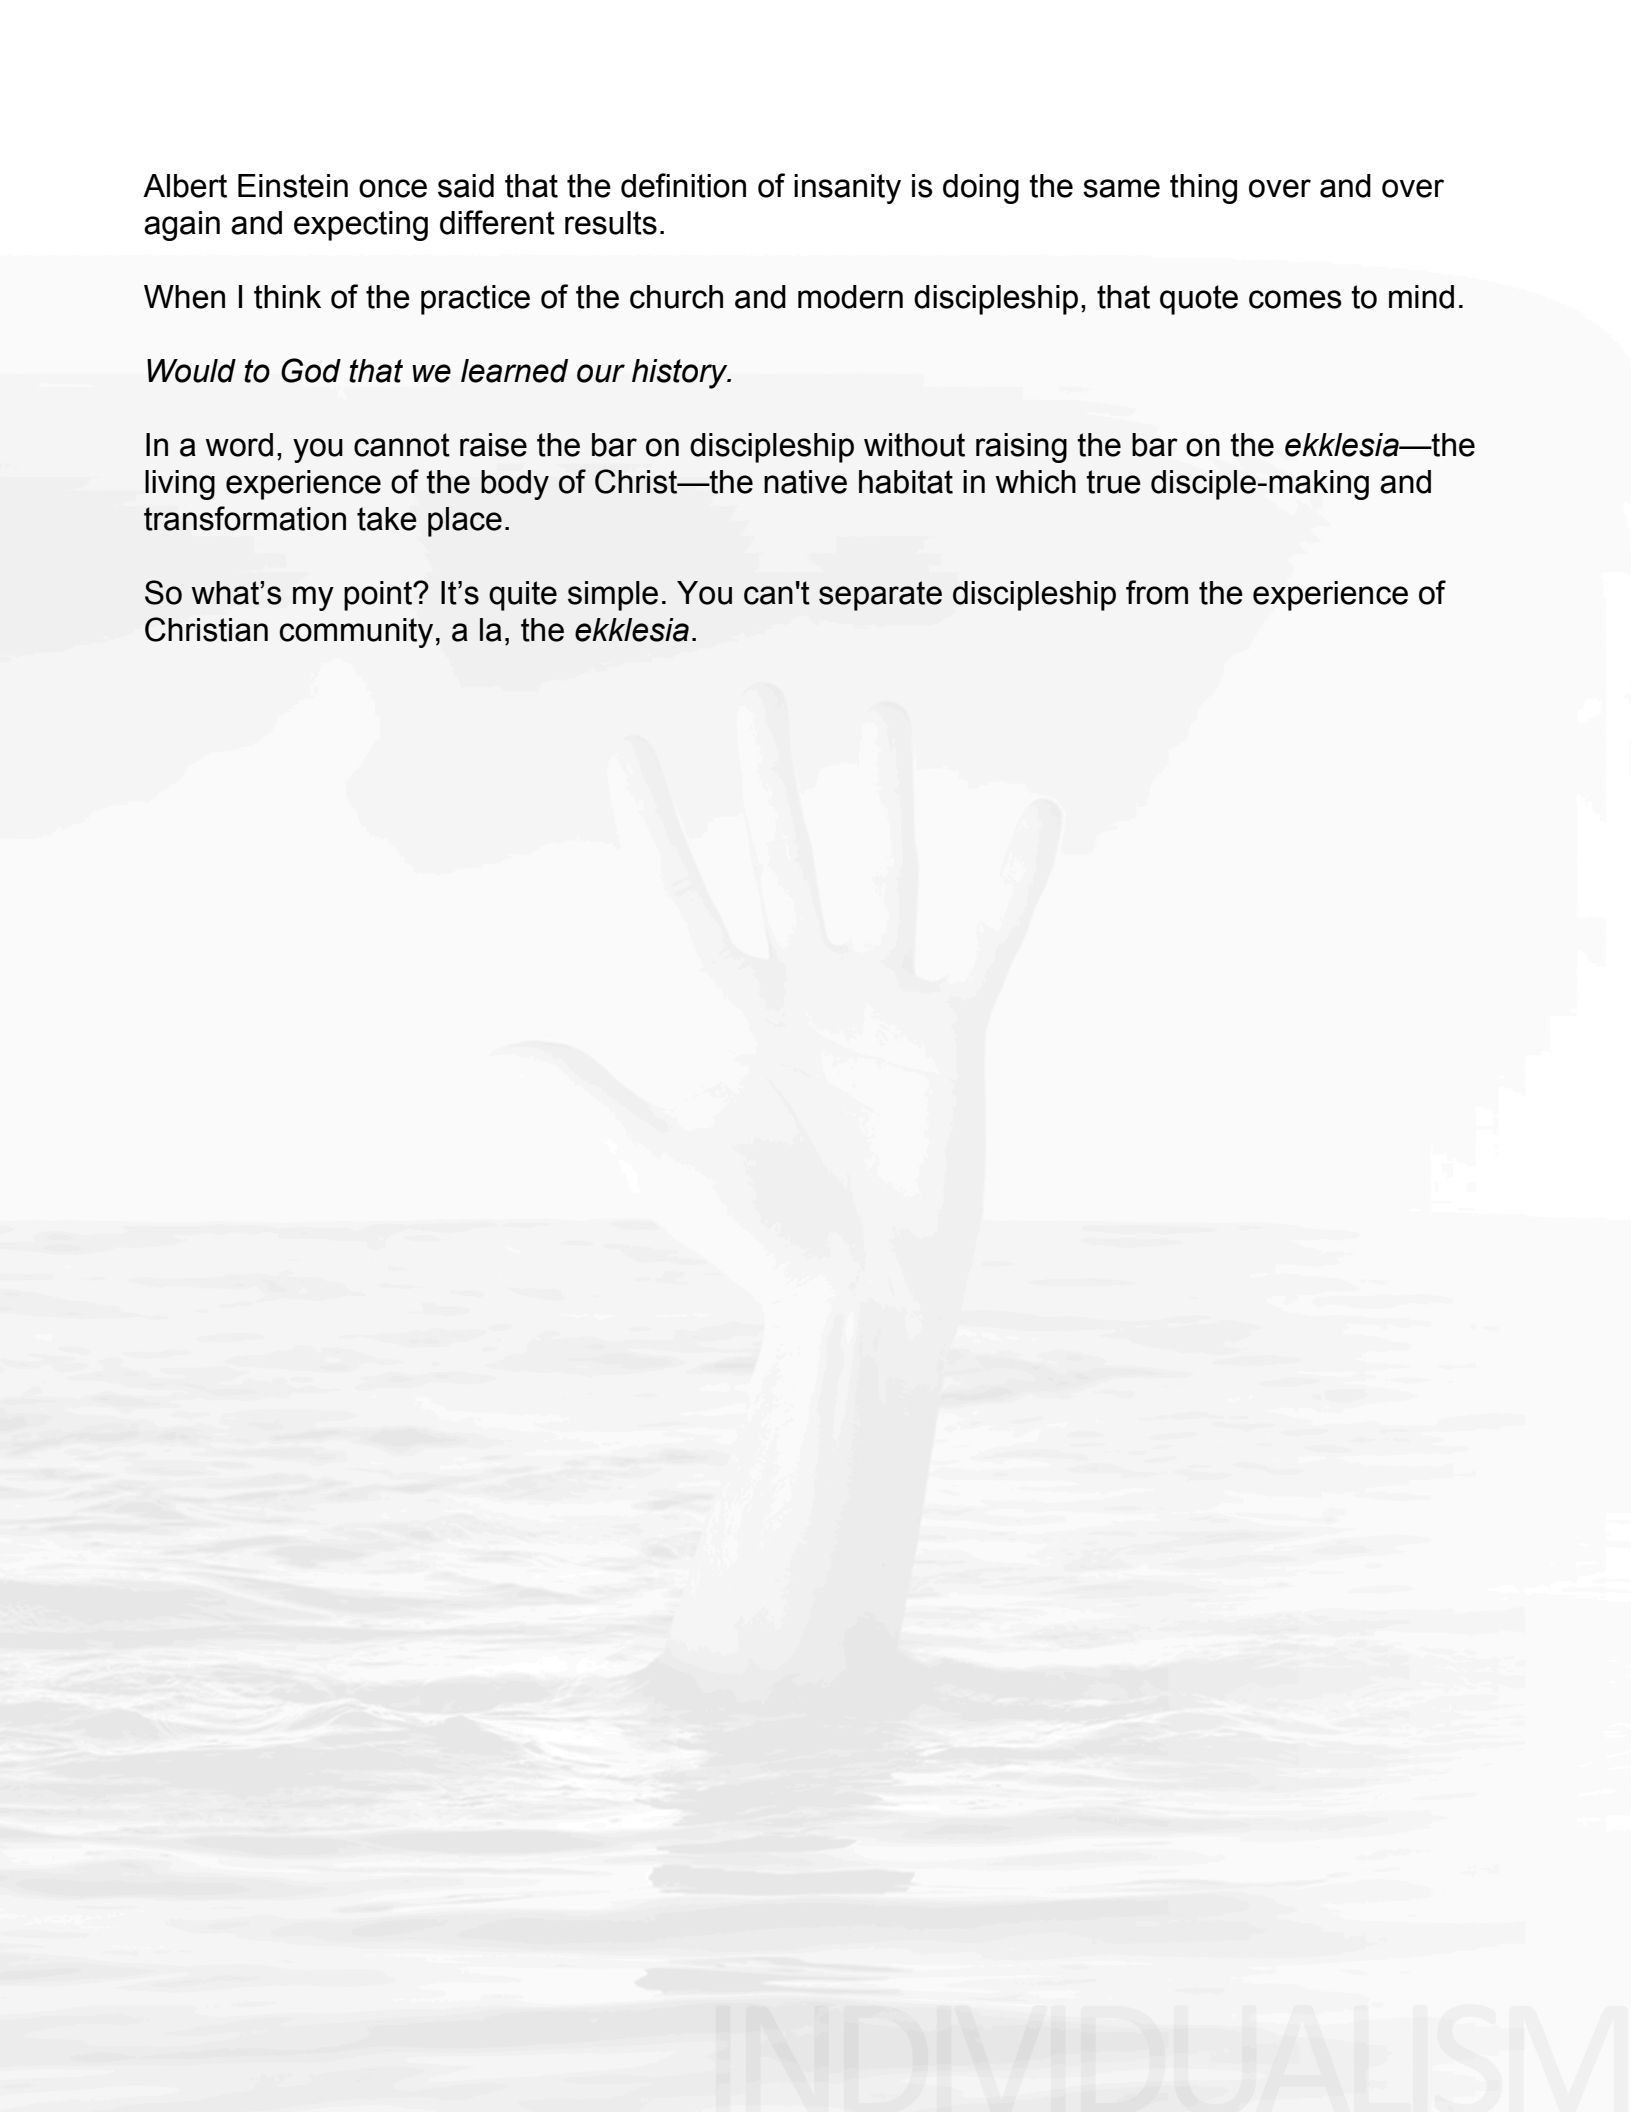 Albert Einstein once said that the definition of insanity is doing the same thing over and over
again and expecting different results.
When I think of the practice of the church and modern discipleship, that quote comes to mind.
Would to God that we learned our history.
In a word, you cannot raise the bar on discipleship without raising the bar on the ekklesia—the
living experience of the body of Christ—the native habitat in which true disciple-making and
transformation take place.
So what’s my point? It’s quite simple. You can't separate discipleship from the experience of
Christian community, a la, the ekklesia.
INDIVIDUALISM